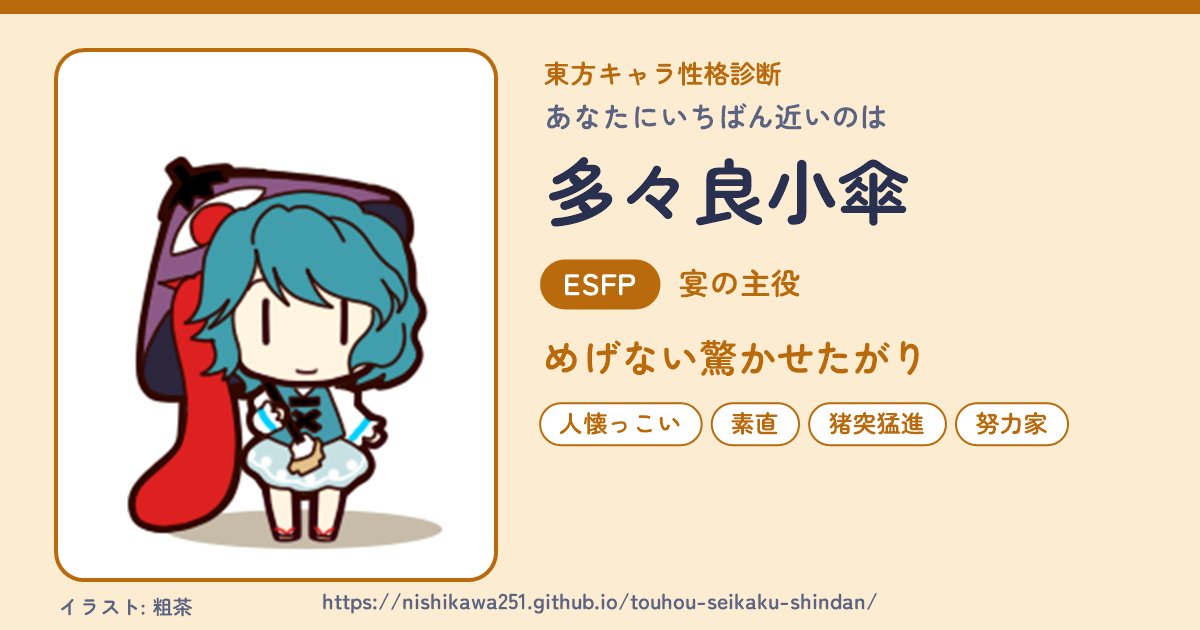 東方キャラ性格診断
あなたにいちばん近いのは
多々良小傘
ESFP 宴の主役
めげない驚かせたがり
人懐っこい 素直 猪突猛進 努力家
イラスト: 粗茶
https://nishikawa251.github.io/touhou-seikaku-shindan/